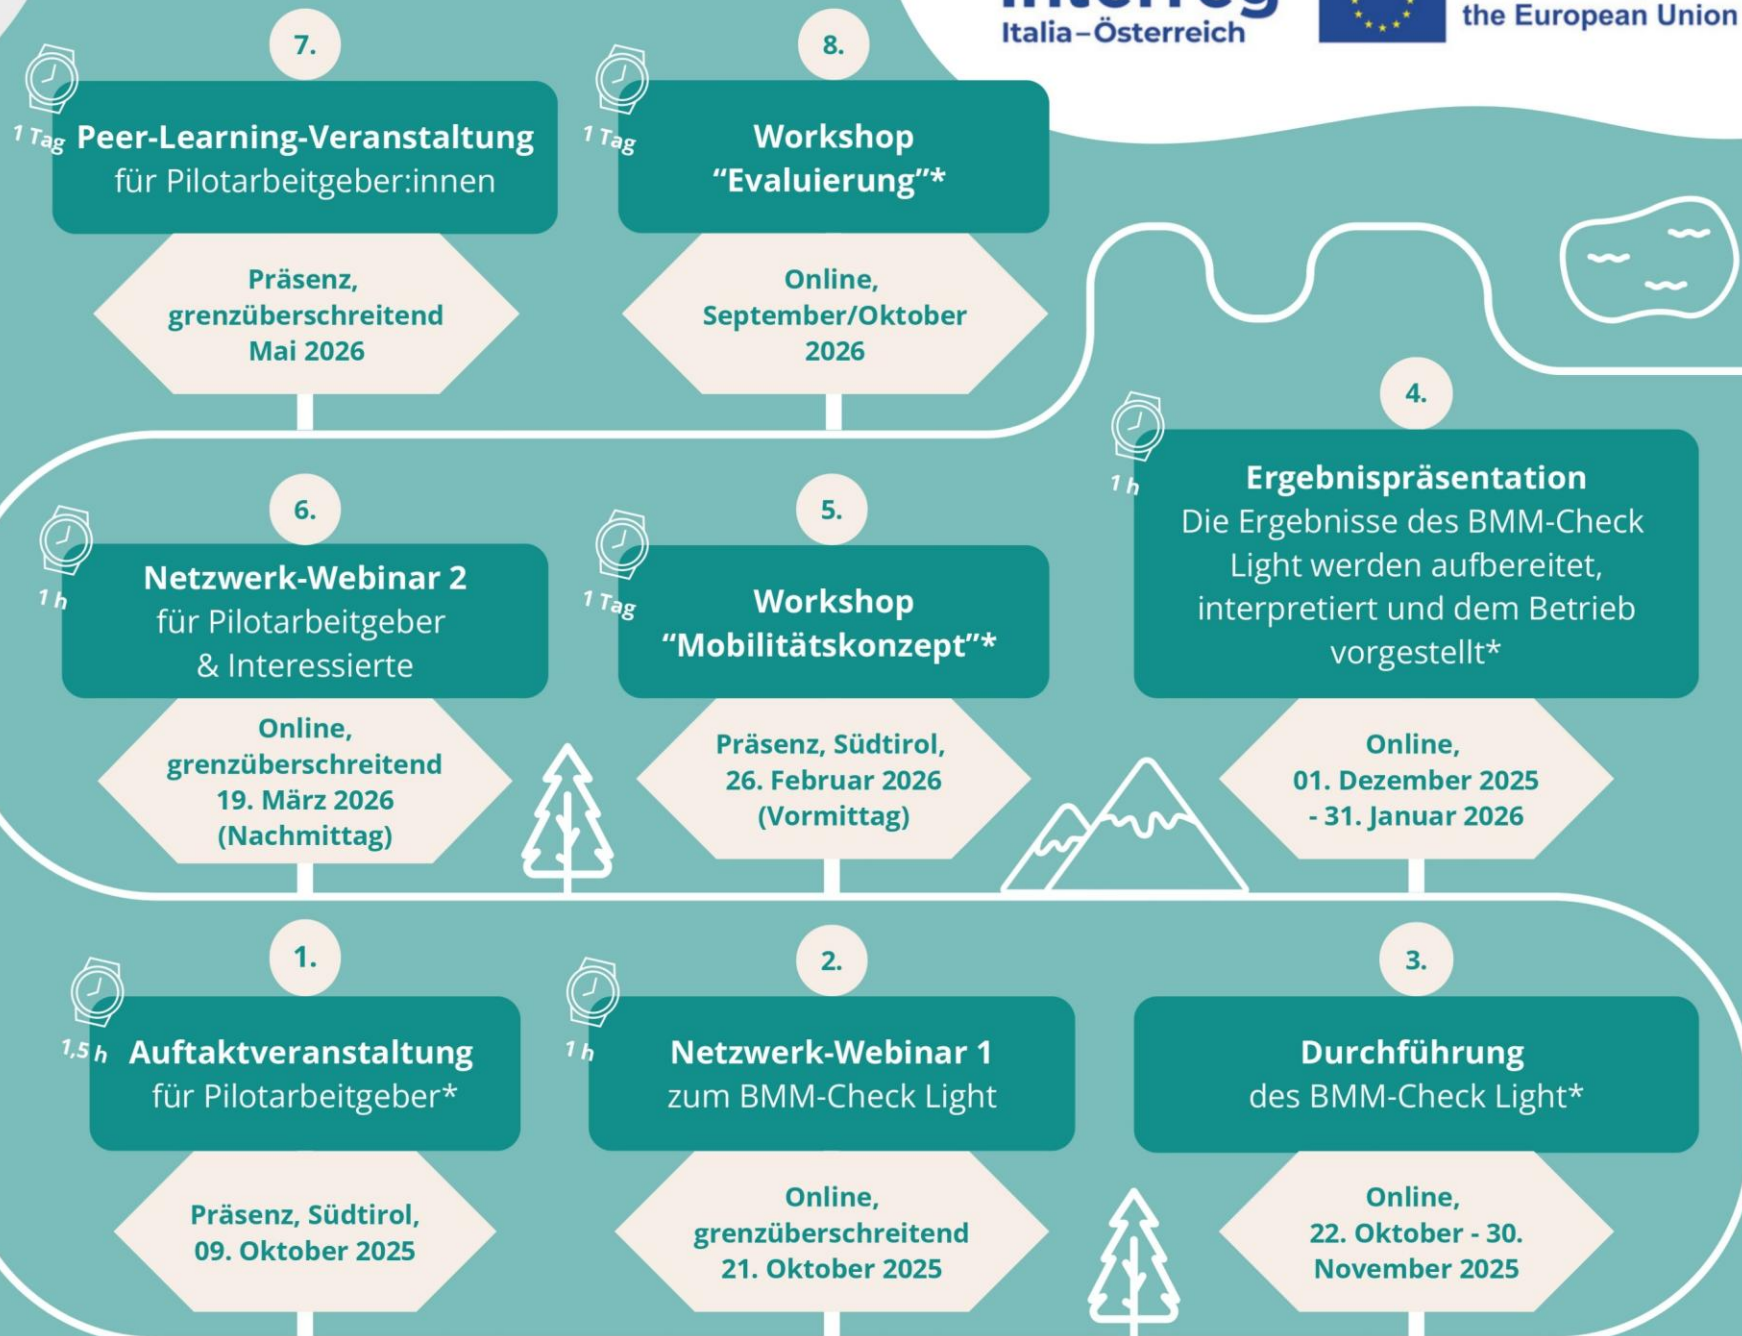 Interreg
Italia–Österreich
the European Union
7.
1 Tag
Peer-Learning-Veranstaltung
für Pilotarbeitgeber:innen
Präsenz,
grenzüberschreitend
Mai 2026
8.
1 Tag
Workshop
“Evaluierung”*
Online,
September/Oktober
2026
4.
1 h
Ergebnispräsentation
Die Ergebnisse des BMM-Check
Light werden aufbereitet,
interpretiert und dem Betrieb
vorgestellt*
Online,
01. Dezember 2025
- 31. Januar 2026
6.
1 h
Netzwerk-Webinar 2
für Pilotarbeitgeber
& Interessierte
Online,
grenzüberschreitend
19. März 2026
(Nachmittag)
5.
1 Tag
Workshop
“Mobilitätskonzept”*
Präsenz, Südtirol,
26. Februar 2026
(Vormittag)
1.
1,5 h
Auftaktveranstaltung
für Pilotarbeitgeber*
Präsenz, Südtirol,
09. Oktober 2025
2.
1 h
Netzwerk-Webinar 1
zum BMM-Check Light
Online,
grenzüberschreitend
21. Oktober 2025
3.
Durchführung
des BMM-Check Light*
Online,
22. Oktober - 30.
November 2025